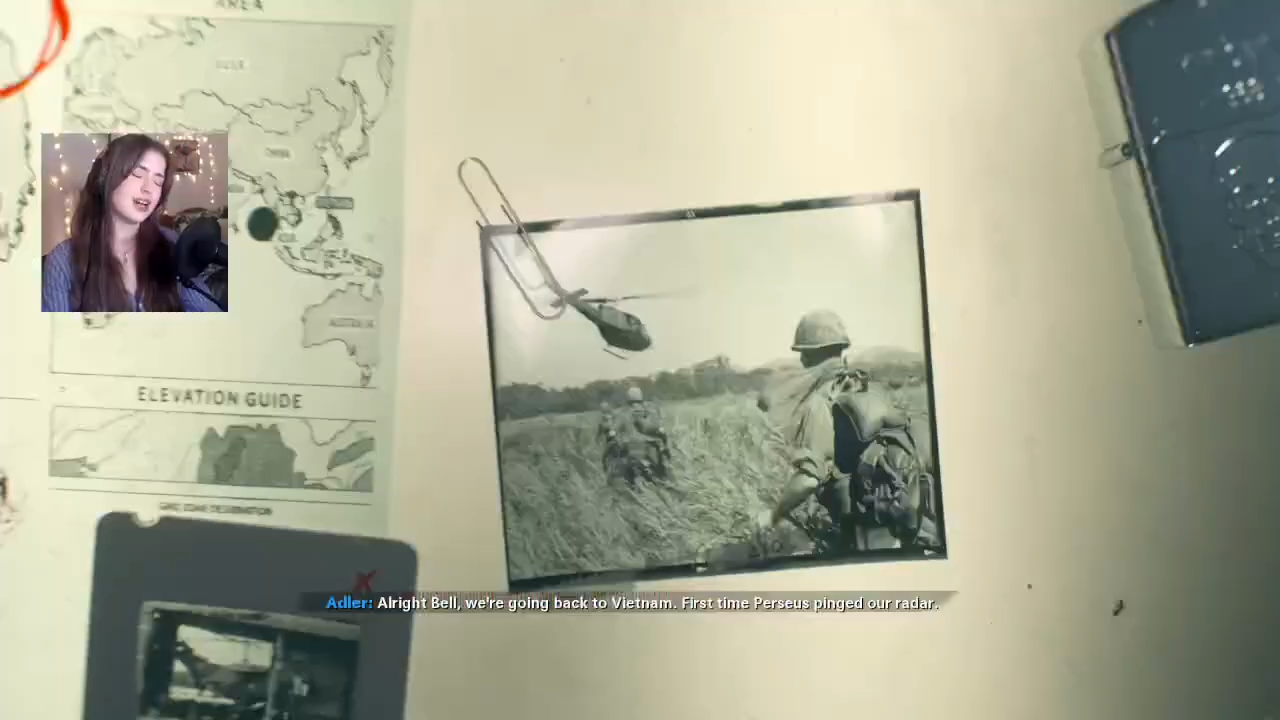 AREA
CHINA
AUSTRALIA
ELEVATION GUIDE
Adler: Alright Bell, we're going back to Vietnam. First time Perseus pinged our radar.